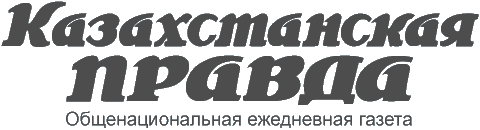 Казахстанская
правда
Общенациональная ежедневная газета